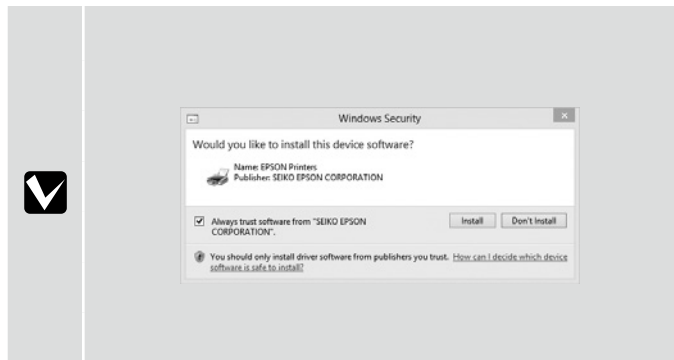 Windows Security
Would you like to install this device software?
Name: EPSON Printers
Publisher: SEIKO EPSON CORPORATION
Always trust software from "SEIKO EPSON
CORPORATION".
Install
Don't Install
You should only install driver software from publishers you trust. How can I decide which device
software is safe to install?